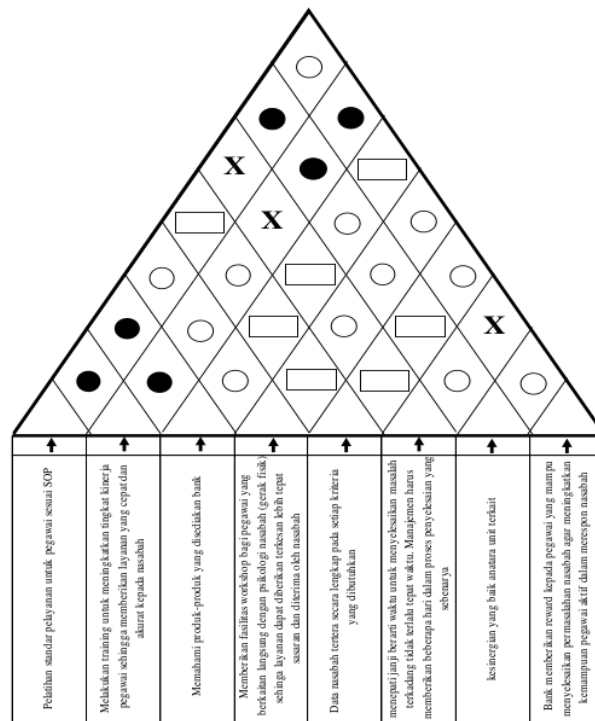 X
X
X
Pelatihan standar pelayanan untuk pegawai sesuai SOP
Melakukan training untuk meningkatkan tingkat kinerja
pegawai sehingga memberikan layanan yang cepat dan
akurat kepada nasabah
Memahami produk-produk yang disediakan bank
Memberikan fasilitas workshop bagi pegawai yang
berkaitan langsung dengan psikologi nasabah (gerak fisik)
sehinga layanan dapat diberikan terkesan lebih tepat
sasaran dan diterima oleh nasabah
Data nasabah tertera secara lengkap pada setiap kriteria
yang dibutuhkan
menepati janji berarti waktu untuk menyelesaikan masalah
terkadang tidak terlalu tepat waktu. Manajemen harus
memberikan beberapa hari dalam proses penyelesaian yang
sebenarya
kesinergian yang baik anatara unit terkait
Bank memberikan reward kepada pegawai yang mampu
menyelesaikan permasalahan nasabah agar meningkatkan
kemampuan pegawai aktif dalam merespon nasabah